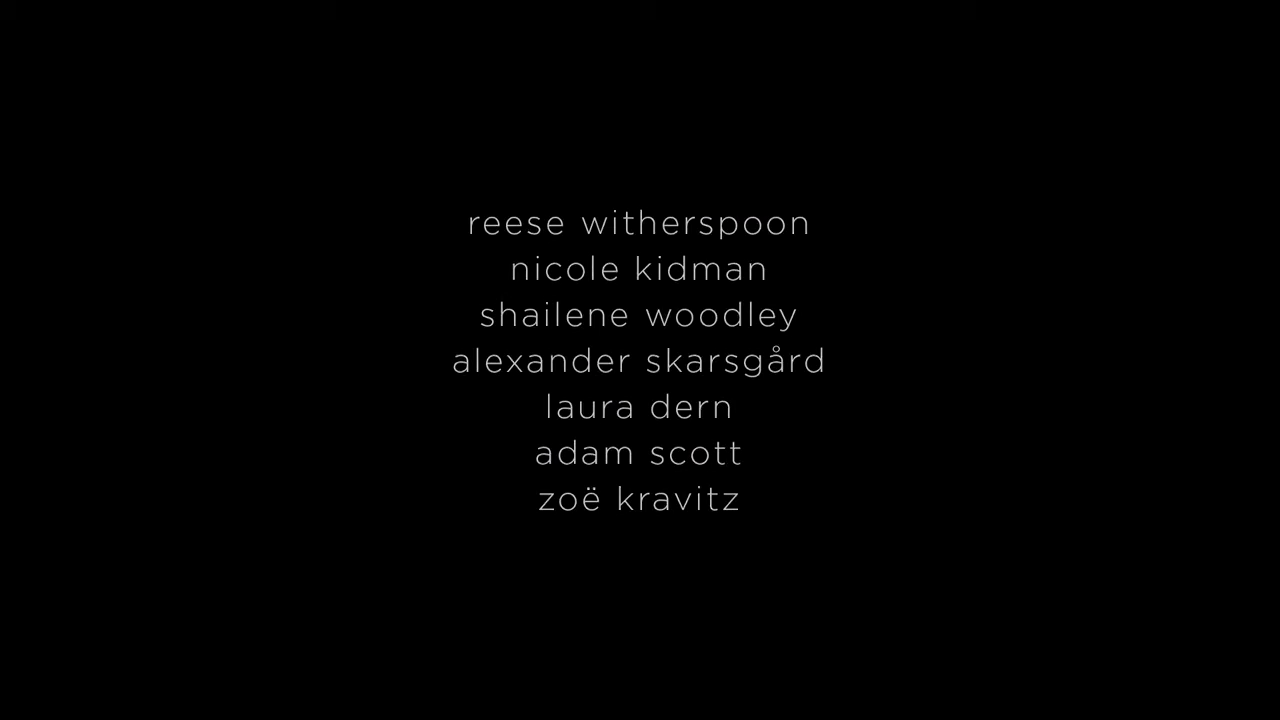 reese witherspoon
nicole kidman
shailene woodley
alexander skarsgård
laura dern
adam scott
zoë kravitz